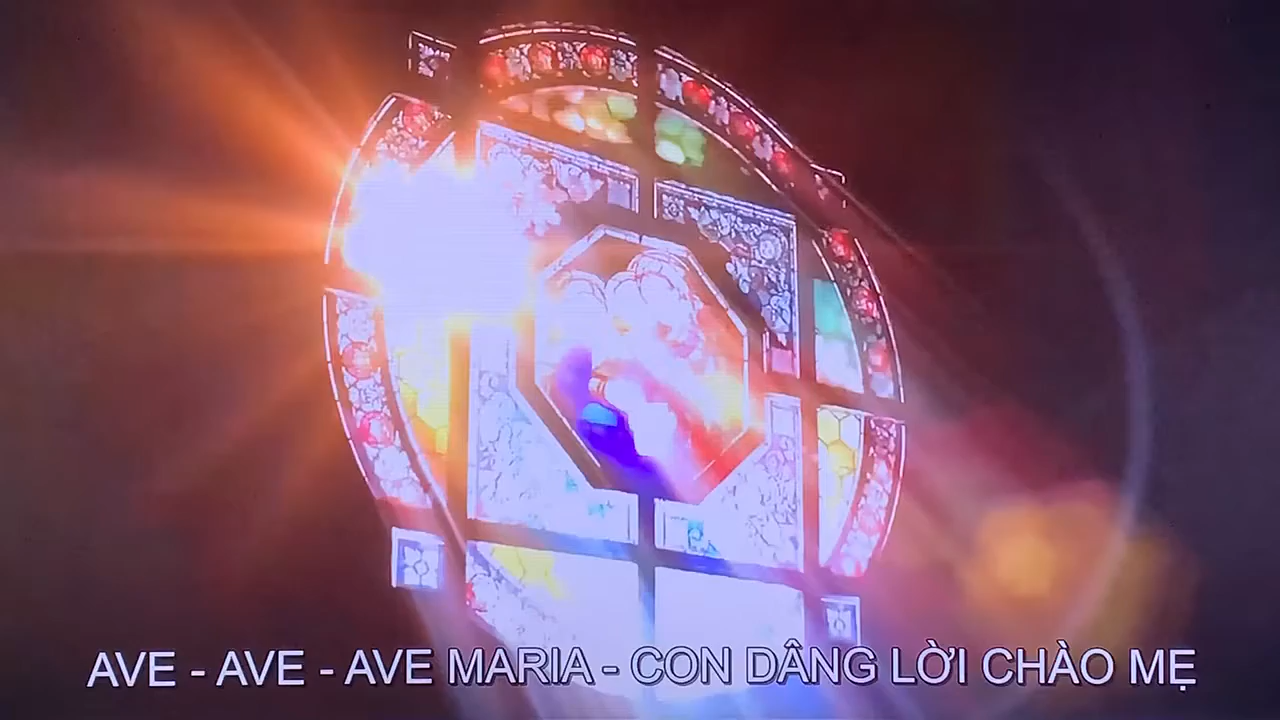 AVE - AVE - AVE MARIA - CON DÂNG LỜI CHÀO MẸ